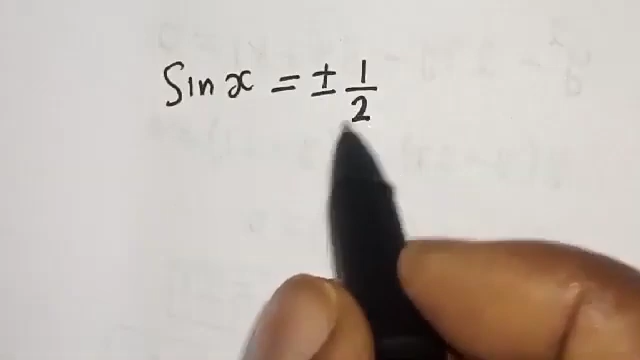 Sin x = ± 1/2